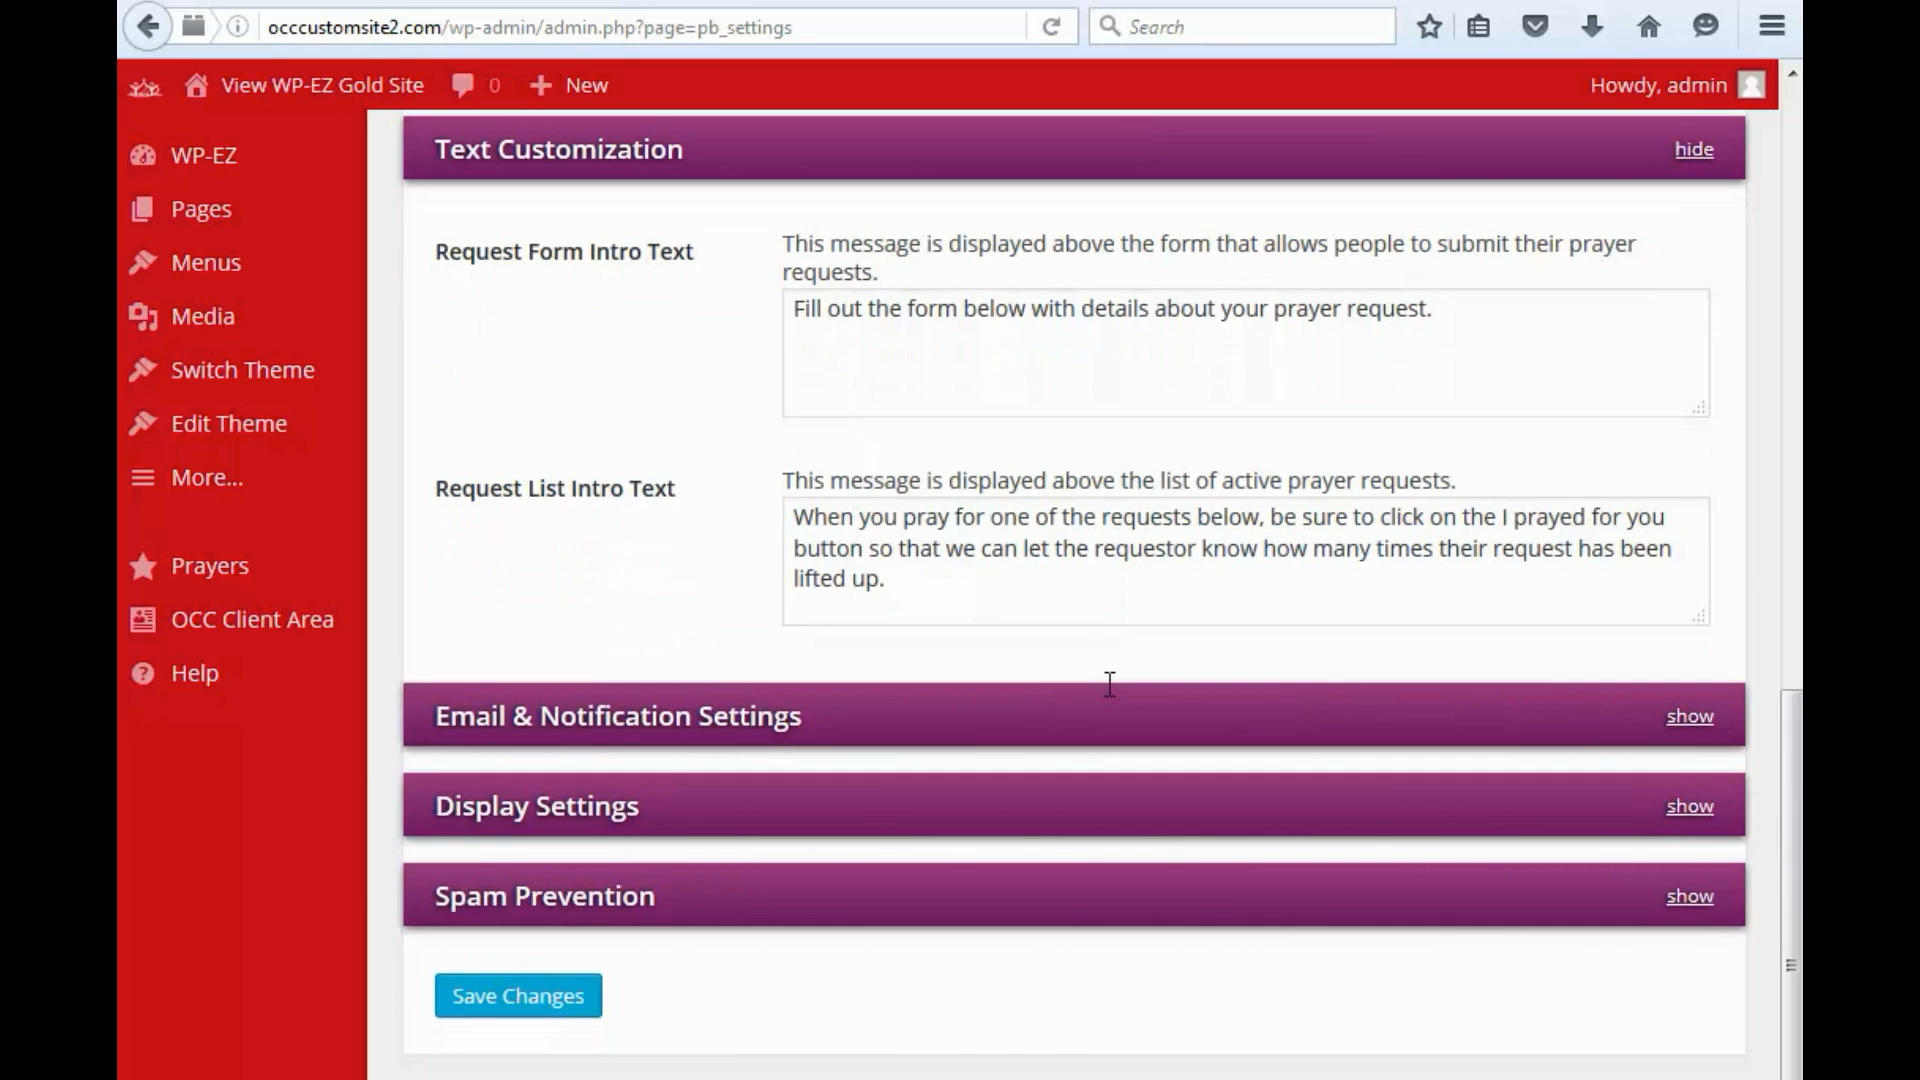 occcustomsite2.com/wp-admin/admin.php?page=pb_settings
Search
View WP-EZ Gold Site
0
New
Howdy, admin
WP-EZ
Pages
Menus
Media
Switch Theme
Edit Theme
More...
Prayers
OCC Client Area
Help
Text Customization
hide
Request Form Intro Text
This message is displayed above the form that allows people to submit their prayer
requests.
Fill out the form below with details about your prayer request.
Request List Intro Text
This message is displayed above the list of active prayer requests.
When you pray for one of the requests below, be sure to click on the I prayed for you
button so that we can let the requestor know how many times their request has been
lifted up.
Email & Notification Settings
show
Display Settings
show
Spam Prevention
show
Save Changes